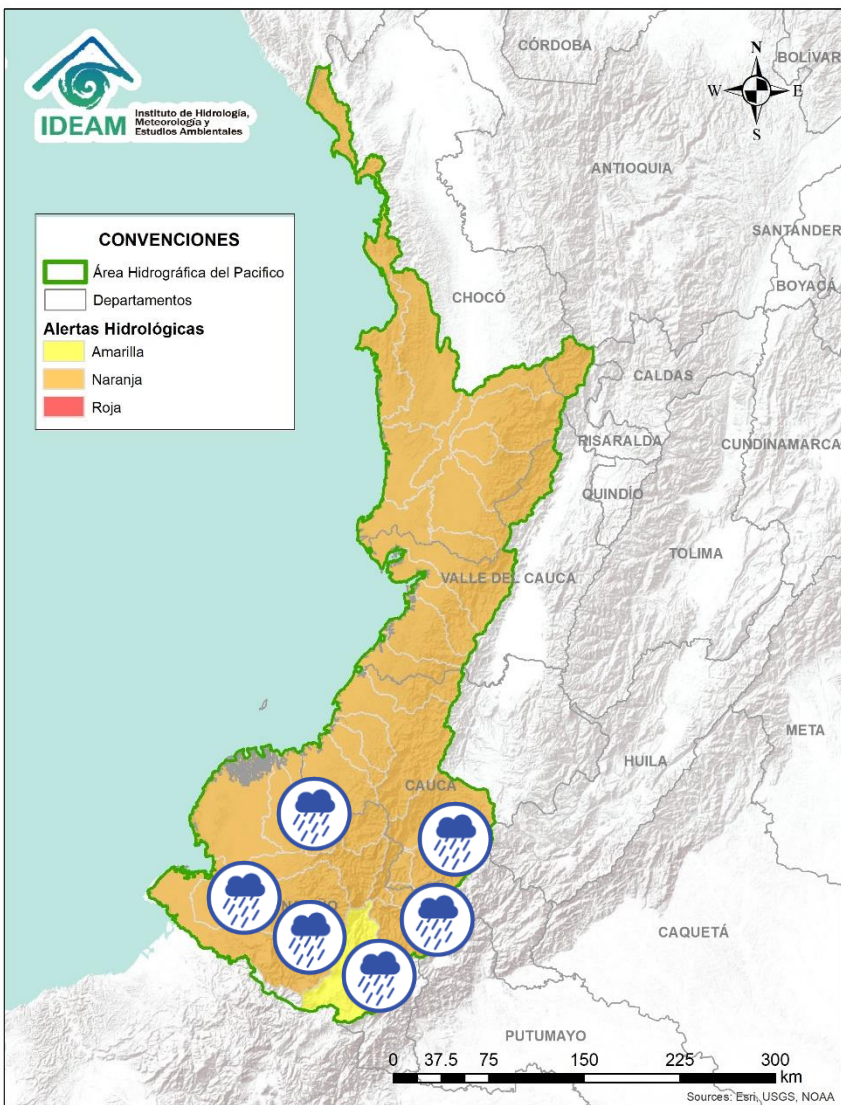 IDEAM
Instituto de Hidrología,
Meteorología y
Estudios Ambientales
CÓRDOBA
BOLÍVAR
N
W
E
S
ANTIOQUIA
SANTANDER
BOYACÁ
CONVENCIONES
Área Hidrográfica del Pacifico
Departamentos
Alertas Hidrológicas
Amarilla
Naranja
Roja
CHOCÓ
CALDAS
RISARALDA
CUNDINAMARCA
QUINDÍO
TOLIMA
VALLE DEL CAUCA
META
HUILA
CAUCA
CAQUETÁ
PUTUMAYO
0 37.5 75 150 225 300
km
Sources: Esri, USGS, NOAA